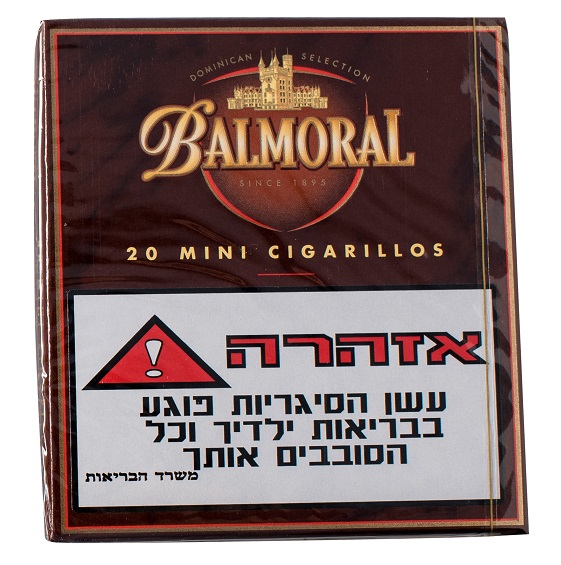 DOMINICAN SELECTION
BALMORAL
SINCE 1895
20 MINI CIGARILLOS
אזהרה
עשן הסיגריות פוגע
בבריאות ילדיך וכל
הסובבים אותך
משרד הבריאות